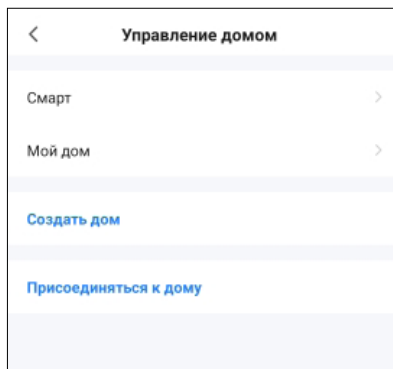 Управление домом
Смарт
Мой дом
Создать дом
Присоединяться к дому